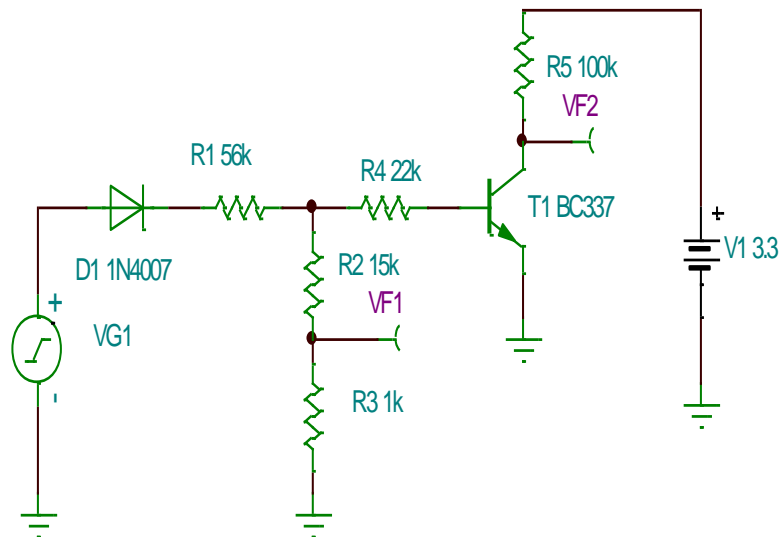 R5 100k
VF2
R1 56k
R4 22k
T1 BC337
+
V1 3.3
D1 1N4007
R2 15k
VF1
+
VG1
-
R3 1k